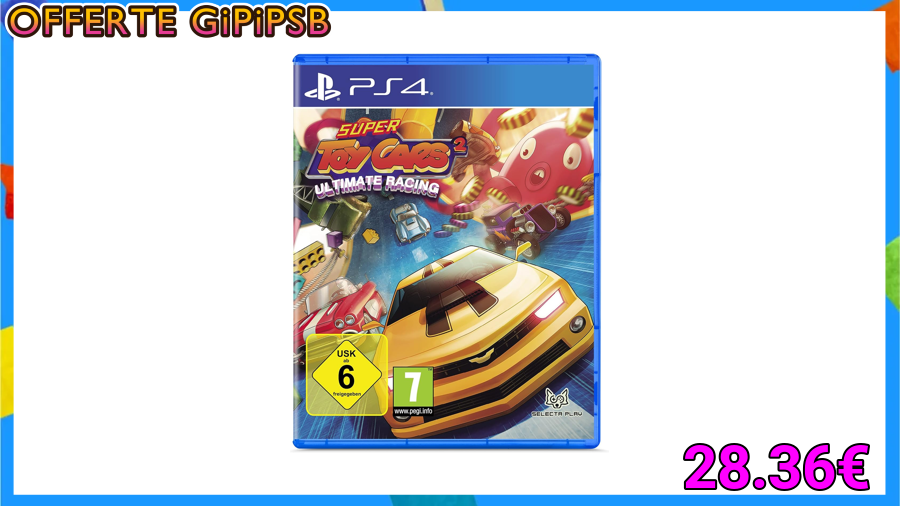 OFFERTE GiPiPSB
PS4
SUPER
TOY CARS 2
ULTIMATE RACING
USK
ab
6
freigegeben
7
www.pegi.info
SELECTA PLAY
28.36€